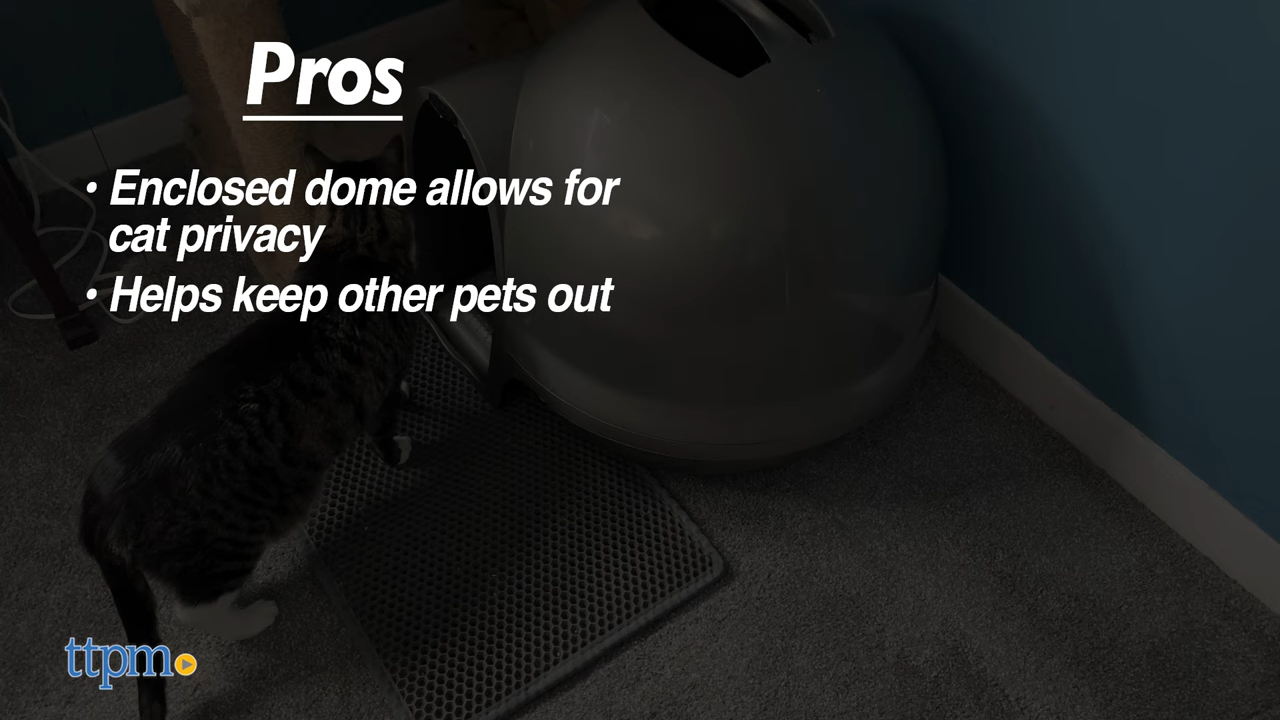 Pros
• Enclosed dome allows for
cat privacy
• Helps keep other pets out
ttpm